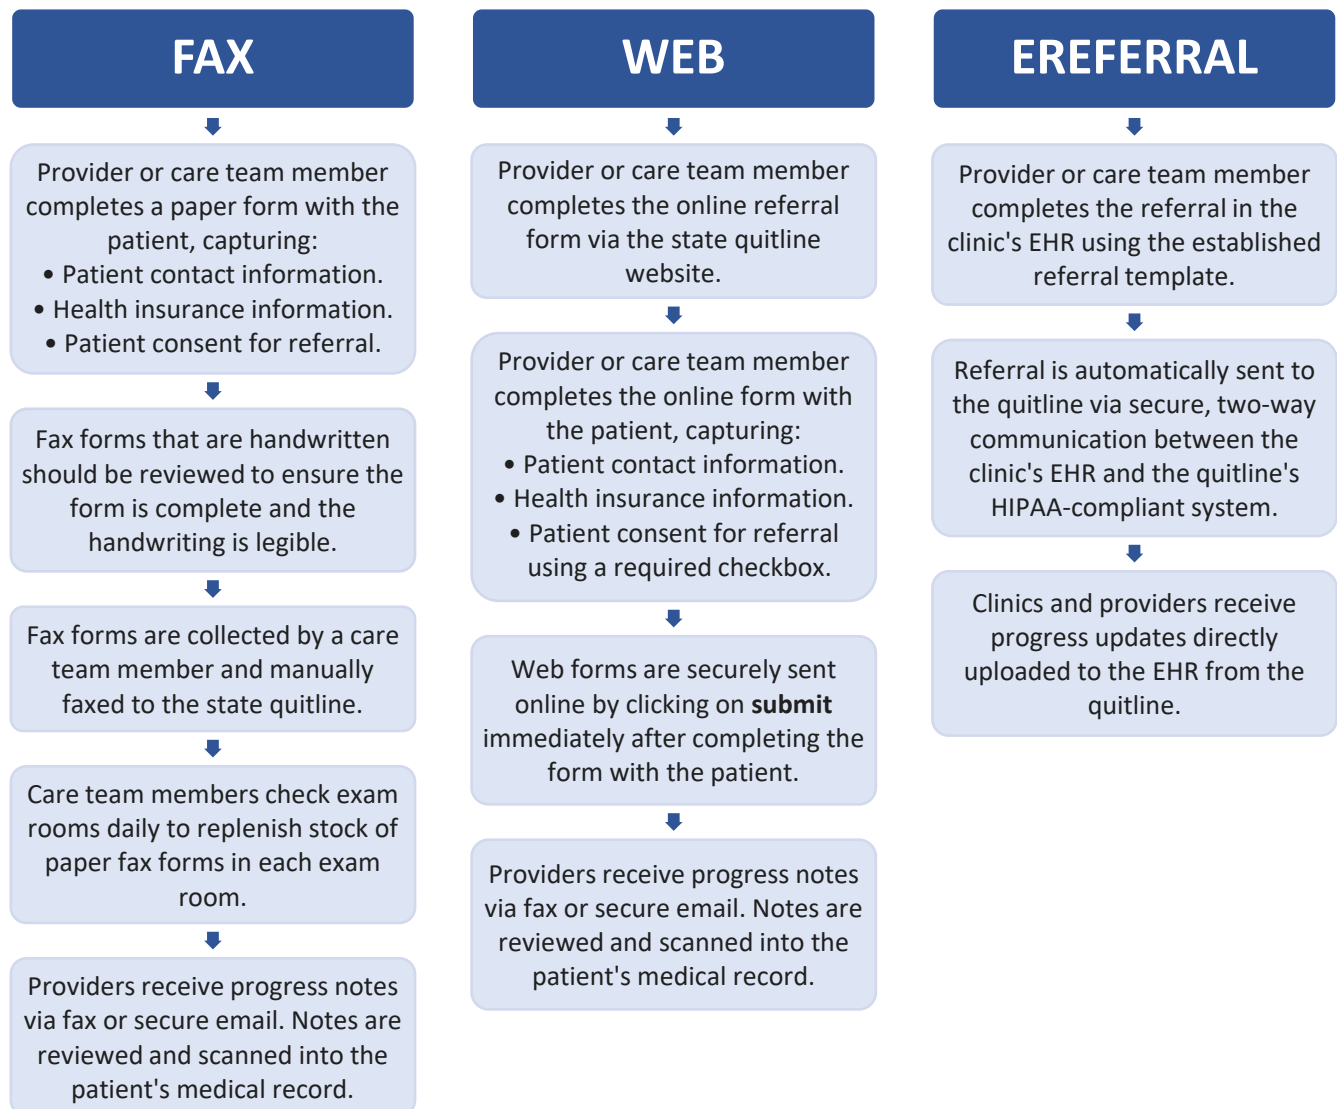 FAX
Provider or care team member
completes a paper form with the
patient, capturing:
• Patient contact information.
• Health insurance information.
• Patient consent for referral.
Fax forms that are handwritten
should be reviewed to ensure the
form is complete and the
handwriting is legible.
Fax forms are collected by a care
team member and manually
faxed to the state quitline.
Care team members check exam
rooms daily to replenish stock of
paper fax forms in each exam
room.
Providers receive progress notes
via fax or secure email. Notes are
reviewed and scanned into the
patient's medical record.
WEB
Provider or care team member
completes the online referral
form via the state quitline
website.
Provider or care team member
completes the online form with
the patient, capturing:
• Patient contact information.
• Health insurance information.
• Patient consent for referral
using a required checkbox.
Web forms are securely sent
online by clicking on submit
immediately after completing the
form with the patient.
Providers receive progress notes
via fax or secure email. Notes are
reviewed and scanned into the
patient's medical record.
EREFERRAL
Provider or care team member
completes the referral in the
clinic's EHR using the established
referral template.
Referral is automatically sent to
the quitline via secure, two-way
communication between the
clinic's EHR and the quitline's
HIPAA-compliant system.
Clinics and providers receive
progress updates directly
uploaded to the EHR from the
quitline.